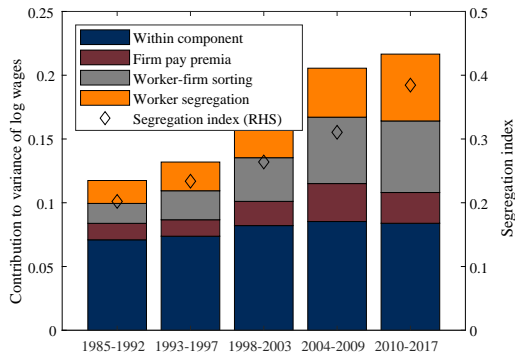 0.25
0.2
0.15
0.1
0.05
0
Contribution to variance of log wages
Within component
Firm pay premia
Worker-firm sorting
Worker segregation
Segregation index (RHS)
0.5
0.4
0.3
0.2
0.1
0
Segregation index
1985-1992 1993-1997 1998-2003 2004-2009 2010-2017